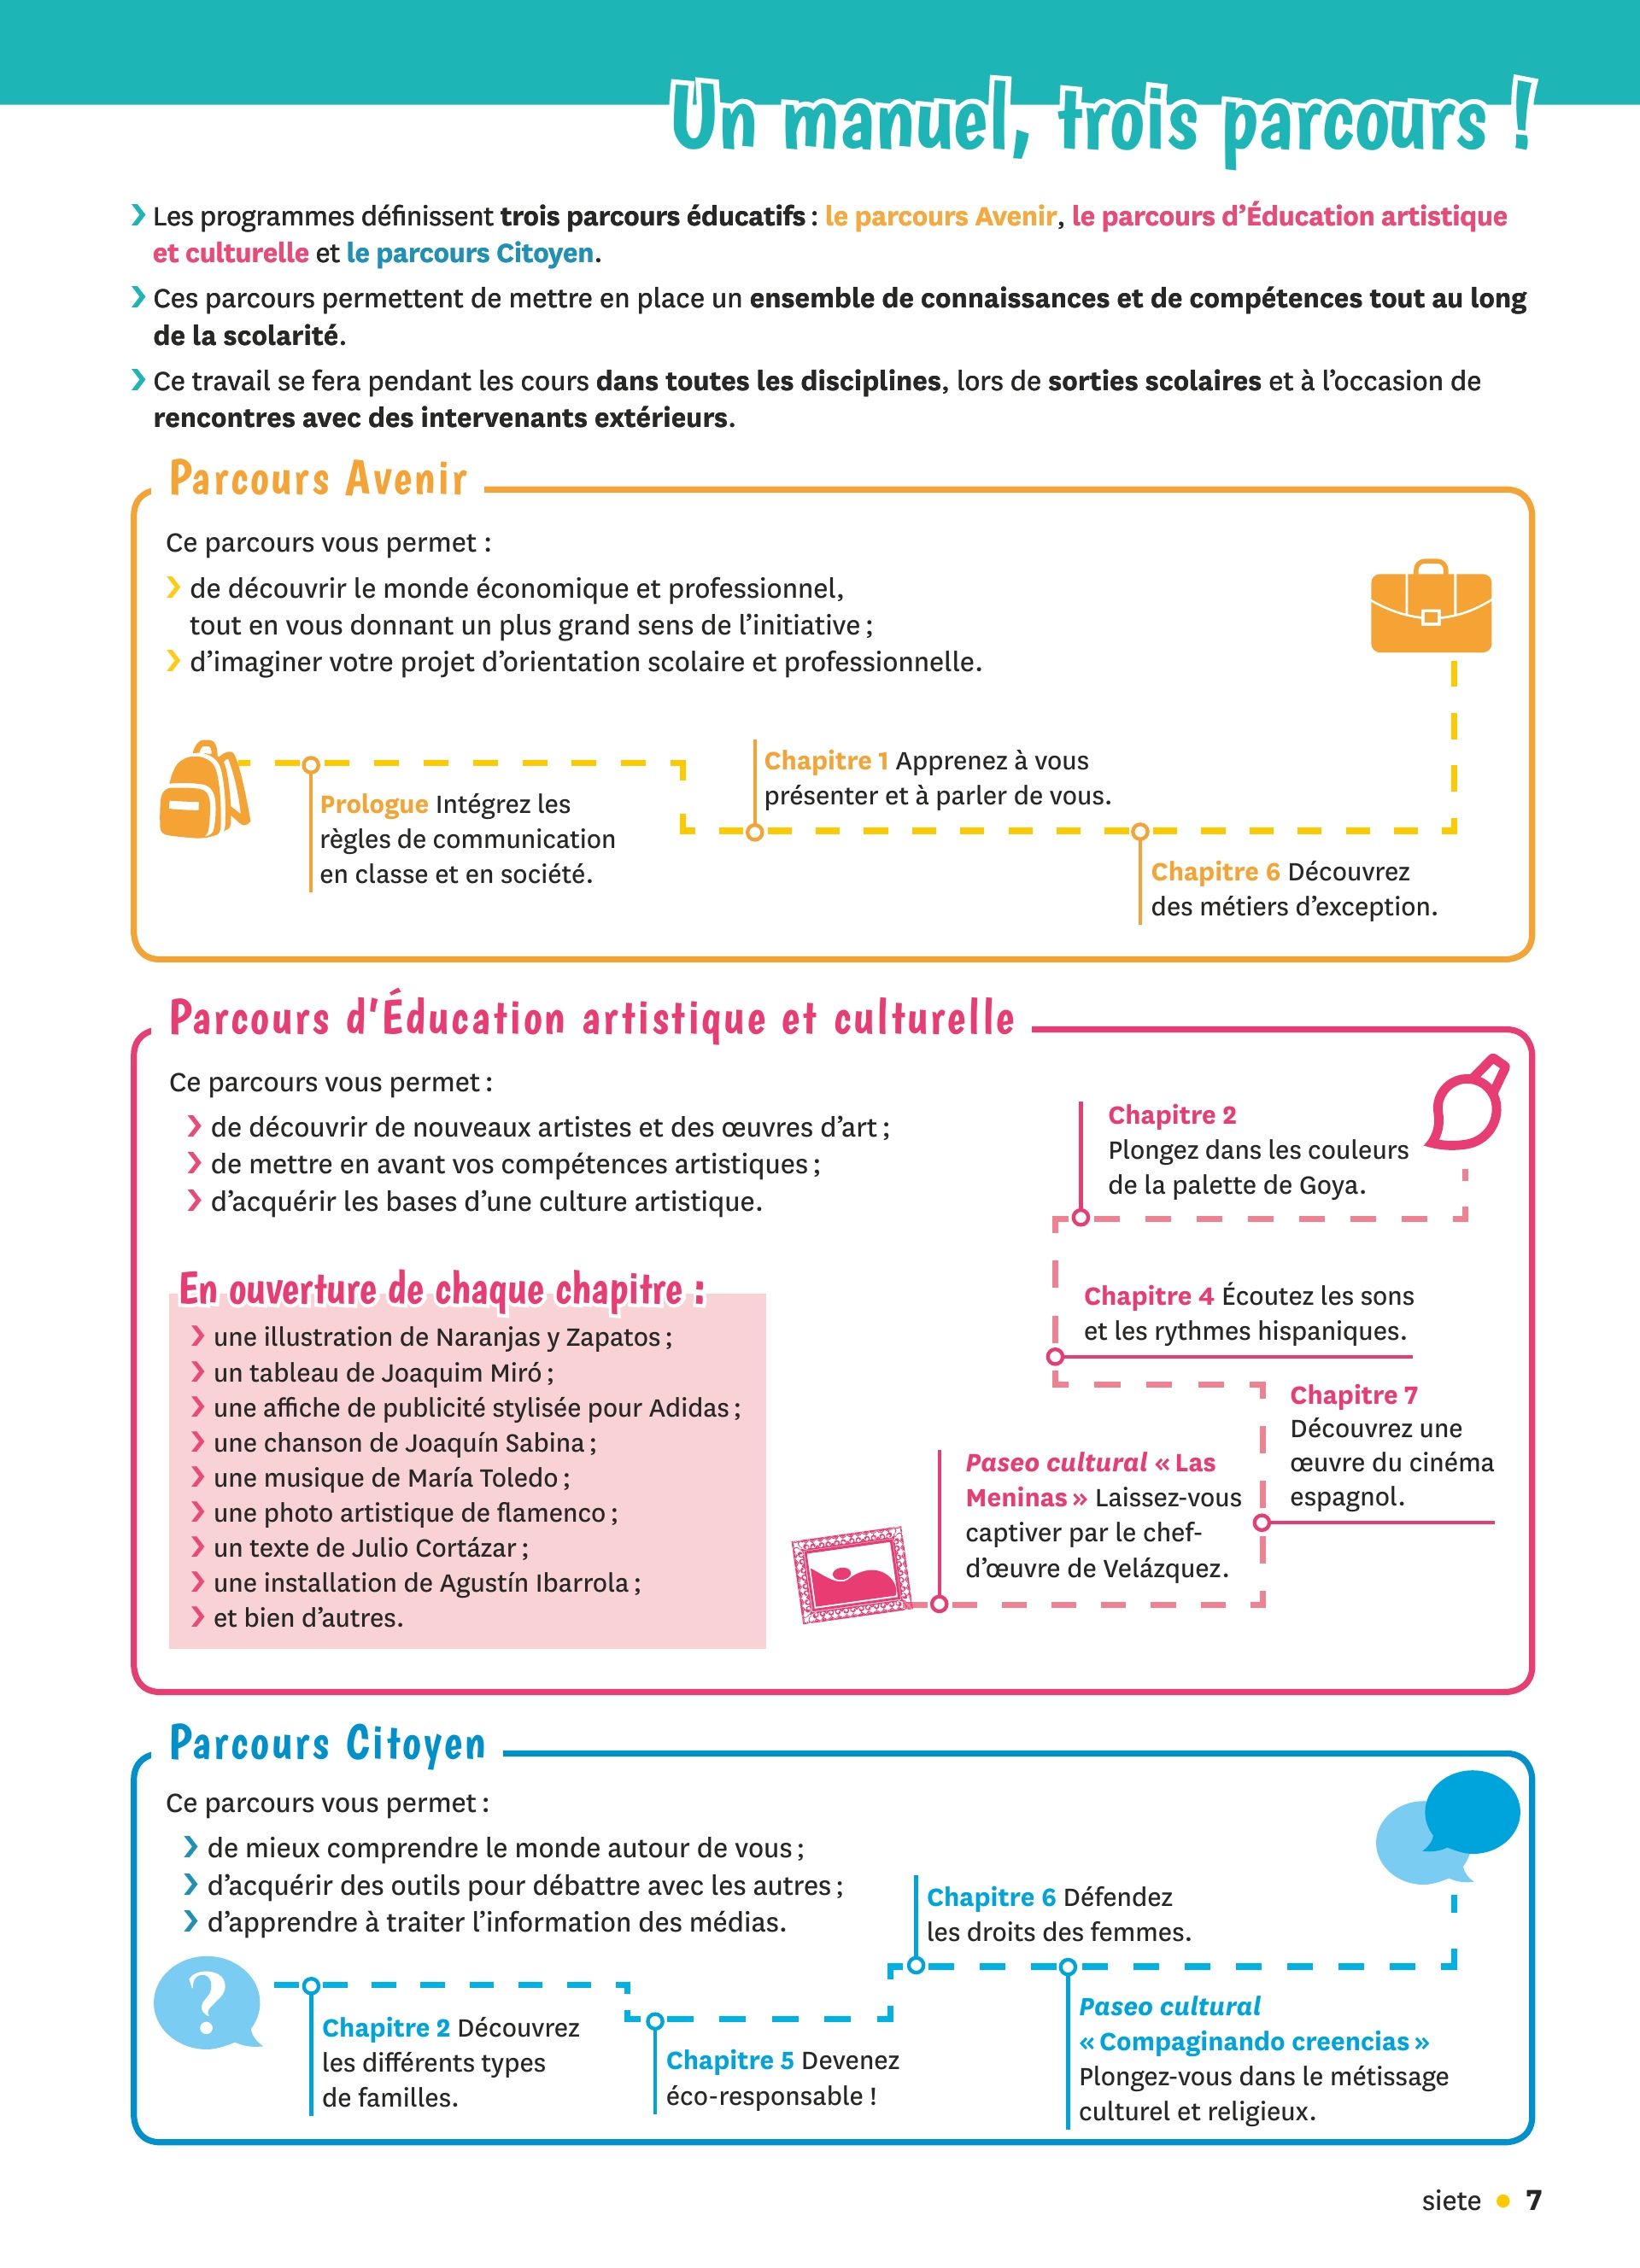 Un manuel, trois parcours !
❯ Les programmes définissent trois parcours éducatifs : le parcours Avenir, le parcours d’Éducation artistique
et culturelle et le parcours Citoyen.
❯ Ces parcours permettent de mettre en place un ensemble de connaissances et de compétences tout au long
de la scolarité.
❯ Ce travail se fera pendant les cours dans toutes les disciplines, lors de sorties scolaires et à l’occasion de
rencontres avec des intervenants extérieurs.
Parcours Avenir
Ce parcours vous permet :
❯ de découvrir le monde économique et professionnel,
tout en vous donnant un plus grand sens de l’initiative ;
❯ d’imaginer votre projet d’orientation scolaire et professionnelle.
Prologue Intégrez les
règles de communication
en classe et en société.
Chapitre 1 Apprenez à vous
présenter et à parler de vous.
Chapitre 6 Découvrez
des métiers d’exception.
Parcours d’Éducation artistique et culturelle
Ce parcours vous permet :
❯ de découvrir de nouveaux artistes et des œuvres d’art ;
❯ de mettre en avant vos compétences artistiques ;
❯ d’acquérir les bases d’une culture artistique.
En ouverture de chaque chapitre :
❯ une illustration de Naranjas y Zapatos ;
❯ un tableau de Joaquim Miró ;
❯ une affiche de publicité stylisée pour Adidas ;
❯ une chanson de Joaquín Sabina ;
❯ une musique de María Toledo ;
❯ une photo artistique de flamenco ;
❯ un texte de Julio Cortázar ;
❯ une installation de Agustín Ibarrola ;
❯ et bien d’autres.
Chapitre 2
Plongez dans les couleurs
de la palette de Goya.
Chapitre 4 Écoutez les sons
et les rythmes hispaniques.
Chapitre 7
Découvrez une
œuvre du cinéma
espagnol.
Paseo cultural « Las
Meninas » Laissez-vous
captiver par le chef-
d’œuvre de Velázquez.
Parcours Citoyen
Ce parcours vous permet :
❯ de mieux comprendre le monde autour de vous ;
❯ d’acquérir des outils pour débattre avec les autres ;
❯ d’apprendre à traiter l’information des médias.
?
Chapitre 2 Découvrez
les différents types
de familles.
Chapitre 5 Devenez
éco-responsable !
Chapitre 6 Défendez
les droits des femmes.
Paseo cultural
« Compaginando creencias »
Plongez-vous dans le métissage
culturel et religieux.
siete • 7